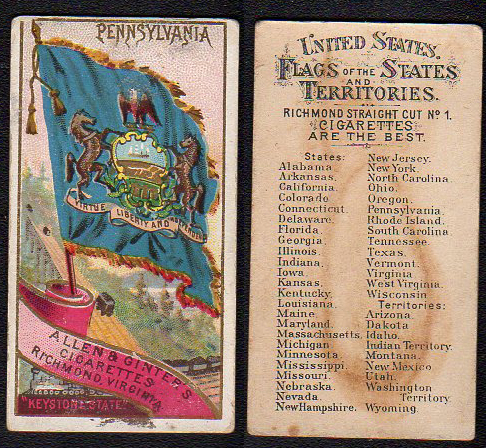 PENNSYLVANIA
VIRTUE LIBERTY AND
ALLEN & GINTER'S
CIGARETTES
RICHMOND, VIRGINIA
"KEYSTONE STATE"
UNITED STATES.
FLAGS OF THE STATES
AND
TERRITORIES.
RICHMOND STRAIGHT CUT No 1.
CIGARETTES
ARE THE BEST.
States:
Alabama.
Arkansas,
California.
Colorado
Connecticut.
Delaware,
Florida.
Georgia,
Illinois.
Indiana,
Iowa.
Kansas,
Kentucky.
Louisiana.
Maine.
Maryland.
Massachusetts,
Michigan
Minnesota.
Mississippi.
Missouri.
Nebraska.
Nevada.
New Hampshire.
New Jersey.
New York.
North Carolina
Ohio.
Oregon.
Pennsylvania.
Rhode Island.
South Carolina.
Tennessee.
Texas.
Vermont.
Virginia
West Virginia.
Wisconsin
Territories:
Arizona.
Dakota
Idaho.
Indian Territory.
Montana.
New Mexico
Utah.
Washington
Territory.
Wyoming.